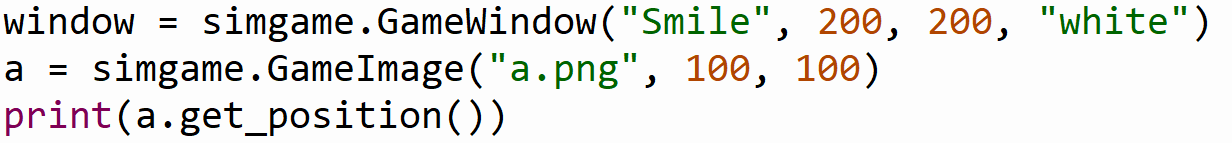 window = simgame.GameWindow("Smile", 200, 200, "white")
a = simgame.GameImage("a.png", 100, 100)
print(a.get_position())